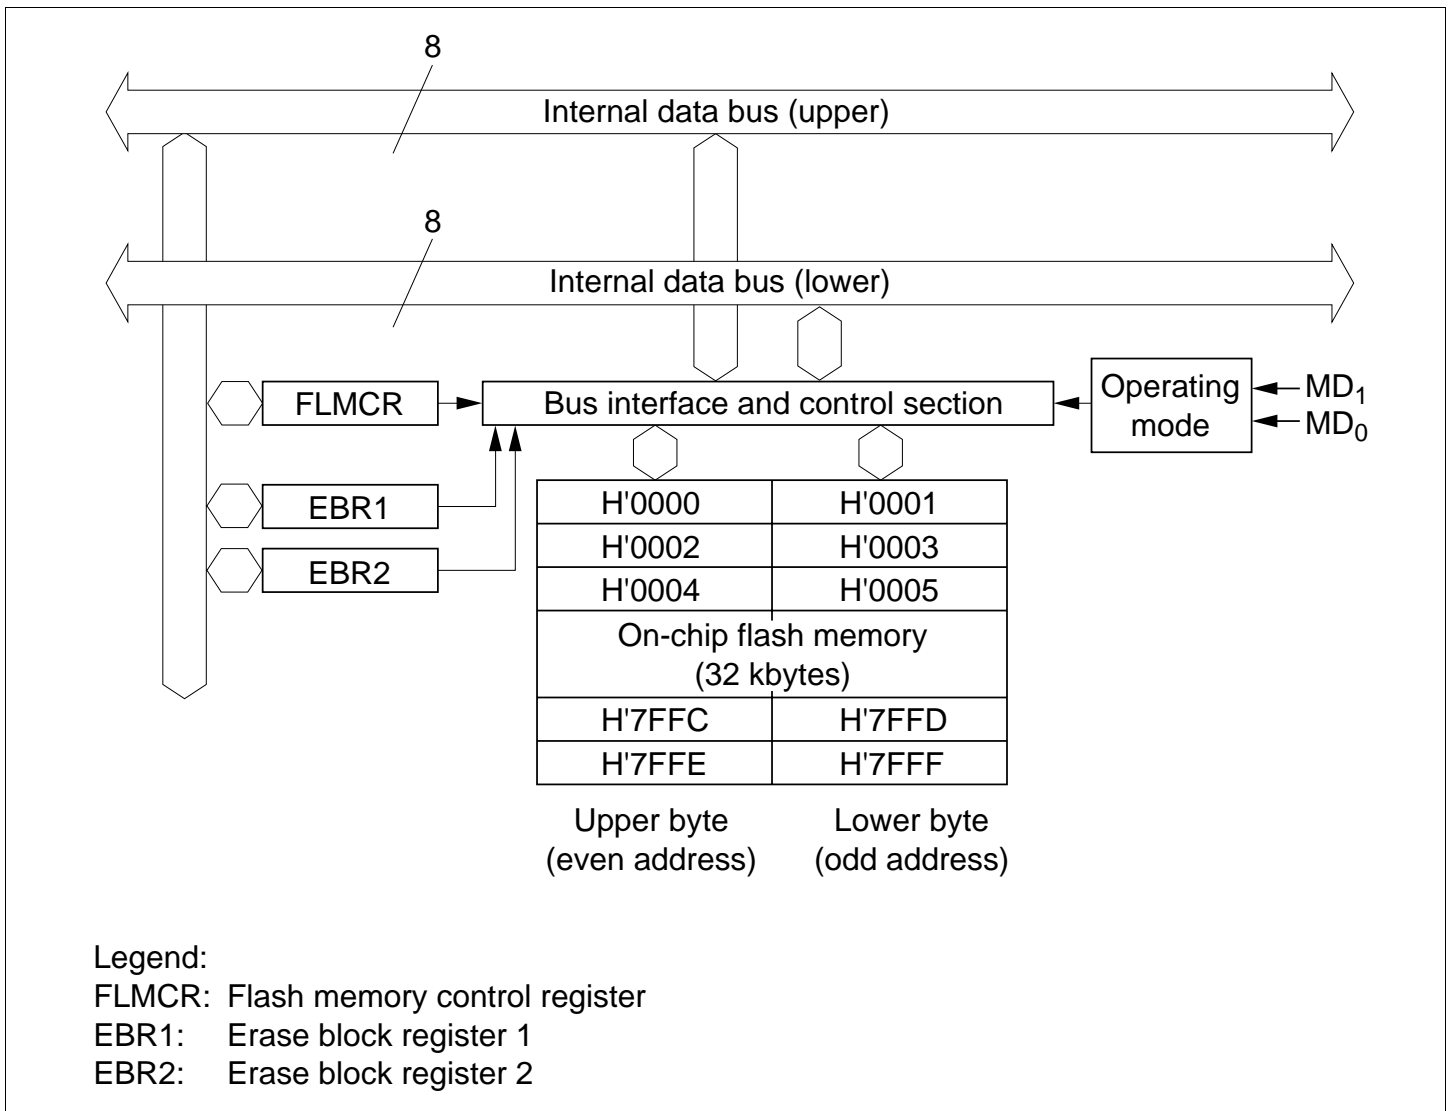 8
Internal data bus (upper)
8
Internal data bus (lower)
FLMCR
Bus interface and control section
Operating
mode
MD1
MD0
EBR1
EBR2
H'0000 H'0001
H'0002 H'0003
H'0004 H'0005
On-chip flash memory
(32 kbytes)
H'7FFC H'7FFD
H'7FFE H'7FFF
Upper byte
(even address)
Lower byte
(odd address)
Legend:
FLMCR: Flash memory control register
EBR1: Erase block register 1
EBR2: Erase block register 2